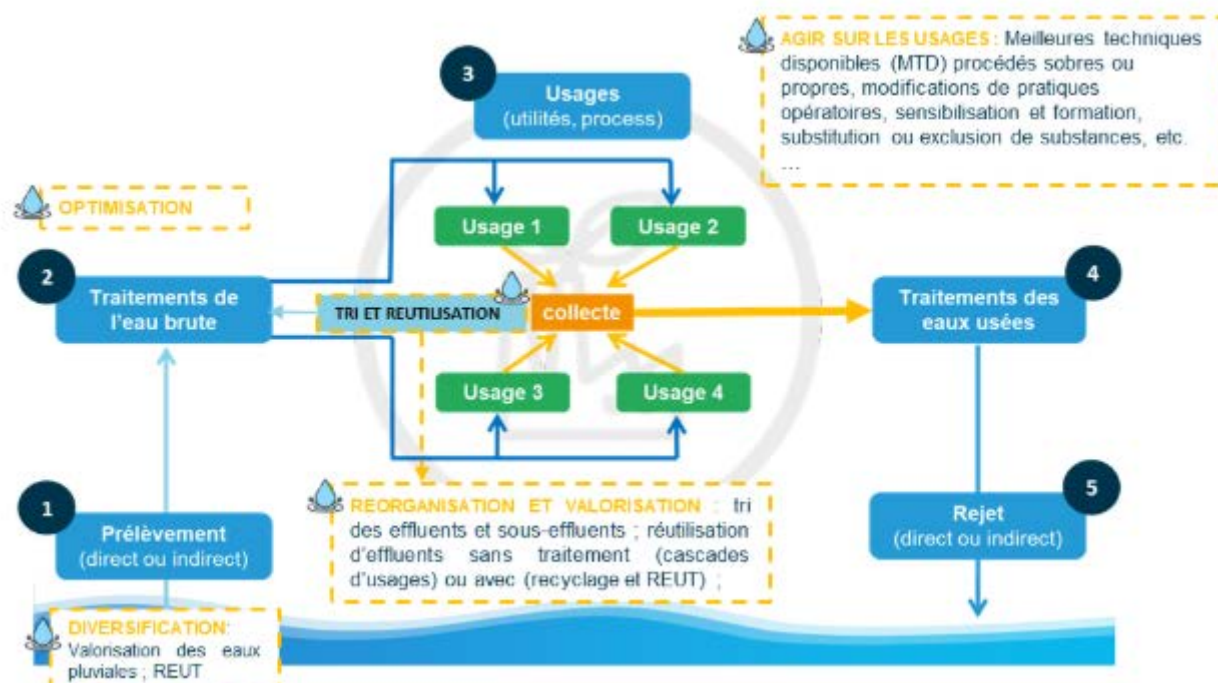 3
Usages
(utilités, process)
AGIR SUR LES USAGES : Meilleures techniques
disponibles (MTD) procédés sobres ou
propres, modifications de pratiques
opératoires, sensibilisation et formation,
substitution ou exclusion de substances, etc.
...
OPTIMISATION
Usage 1
Usage 2
2
Traitements de
l'eau brute
TRI ET REUTILISATION
collecte
4
Traitements des
eaux usées
Usage 3
Usage 4
1
Prélèvement
(direct ou indirect)
REORGANISATION ET VALORISATION : tri
des effluents et sous-effluents ; réutilisation
d'effluents sans traitement (cascades
d'usages) ou avec (recyclage et REUT) ;
5
Rejet
(direct ou indirect)
DIVERSIFICATION:
Valorisation des eaux
pluviales ; REUT